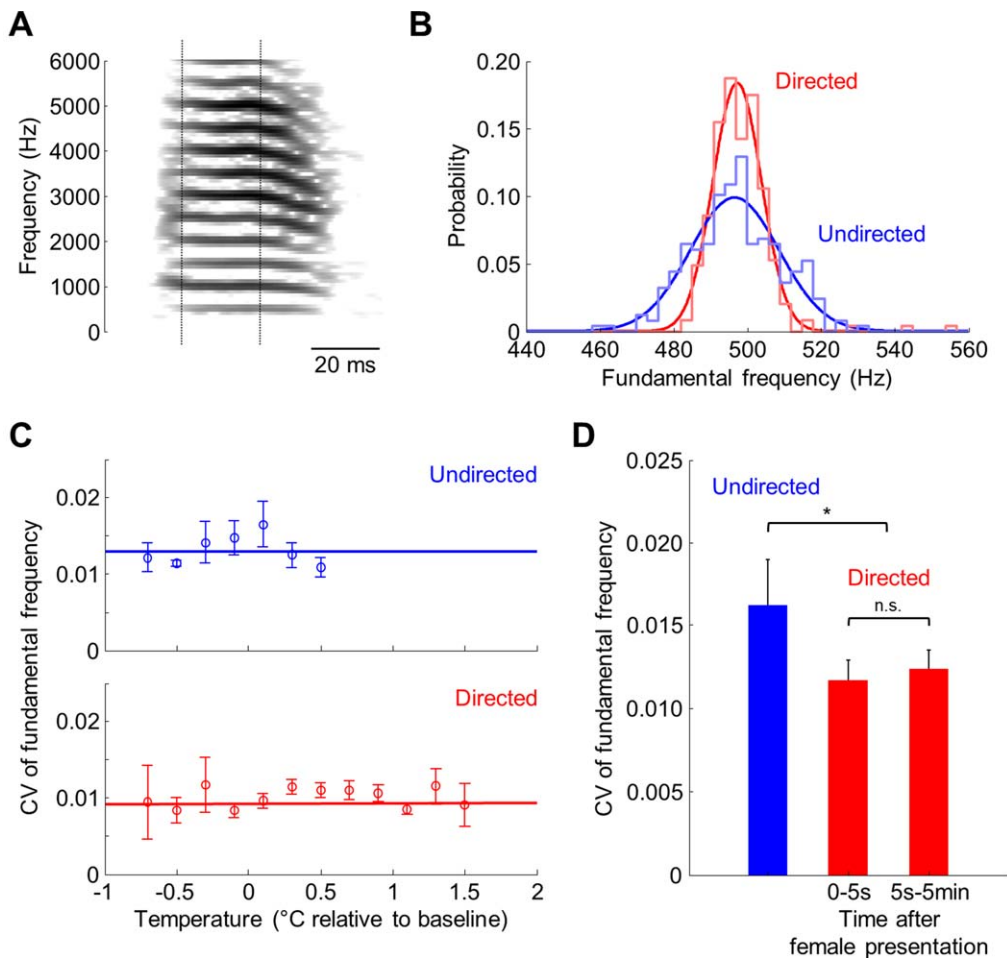 A
Frequency (Hz)
6000
5000
4000
3000
2000
1000
0
20 ms
B
Probability
0.20
0.15
0.10
0.05
0
Directed
Undirected
440 460 480 500 520 540 560
Fundamental frequency (Hz)
C
CV of fundamental frequency
0.02
0.01
0
Undirected
0.02
0.01
0
Directed
-1 -0.5 0 0.5 1 1.5 2
Temperature (°C relative to baseline)
D
CV of fundamental frequency
0.025
0.020
0.015
0.010
0.005
0
Undirected
*
Directed
n.s.
0-5s 5s-5min
Time after
female presentation